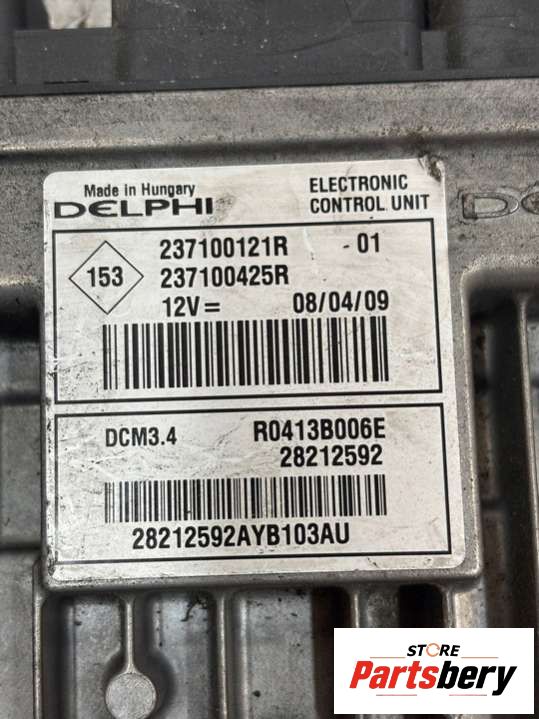 Made in Hungary
DELPHI
ELECTRONIC
CONTROL UNIT
153
237100121R - 01
237100425R
12V = 08/04/09
DCM3.4 R0413B006E
28212592
28212592AYB103AU
STORE
Partsbery